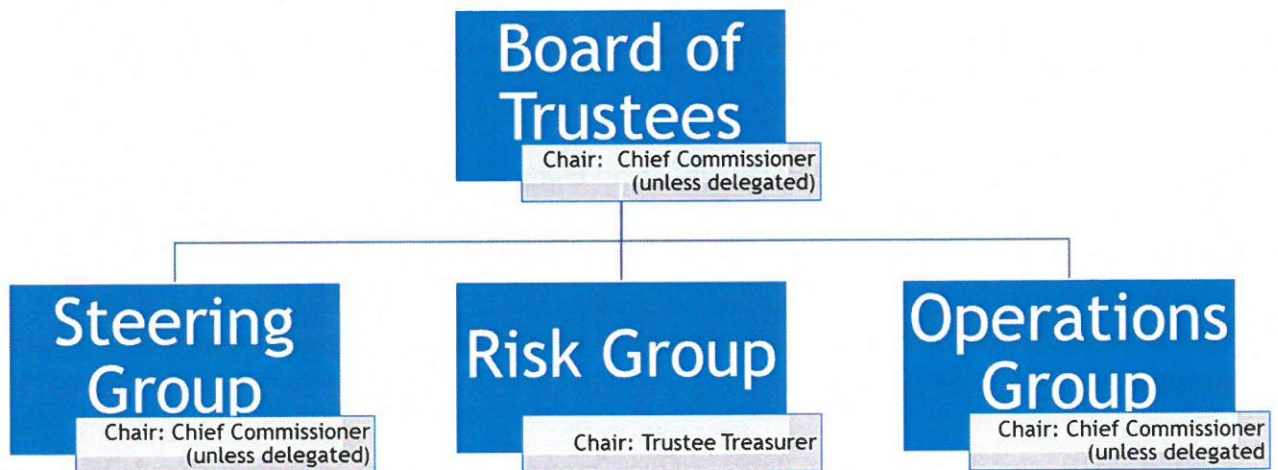 Board of
Trustees
Chair: Chief Commissioner
(unless delegated)
Steering
Group
Chair: Chief Commissioner
(unless delegated)
Risk Group
Chair: Trustee Treasurer
Operations
Group
Chair: Chief Commissioner
(unless delegated